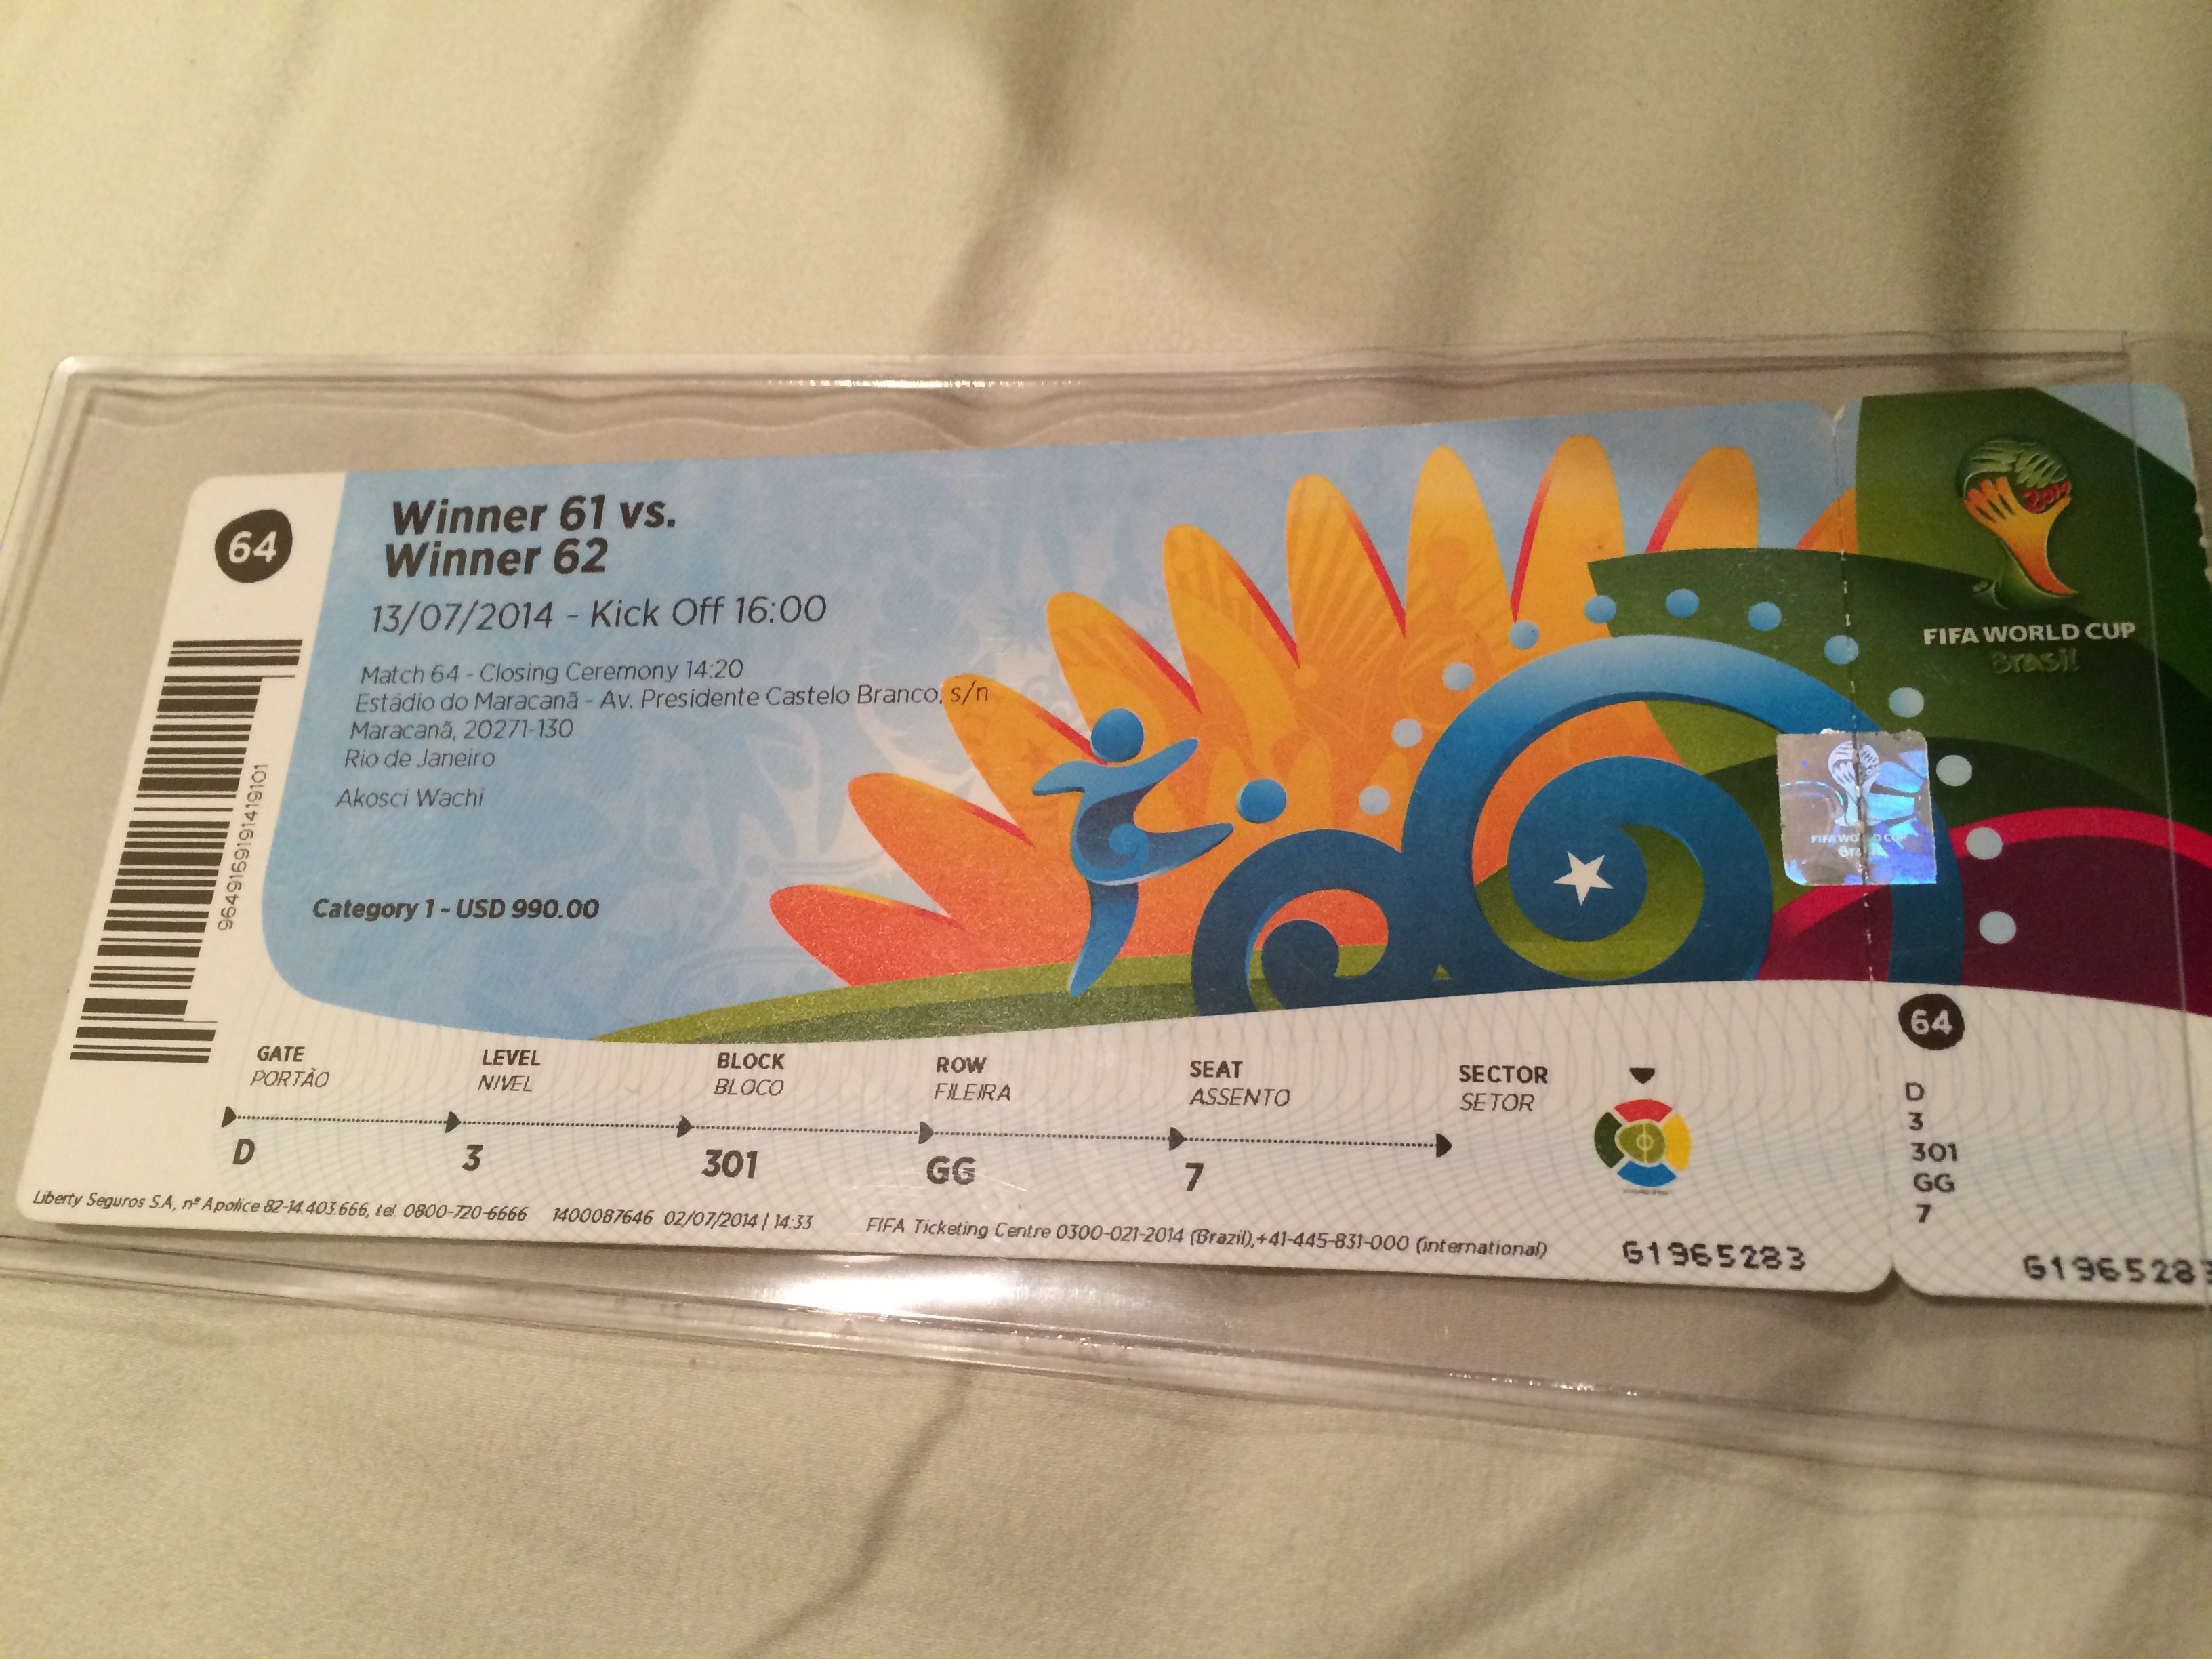 64
Winner 61 vs.
Winner 62
13/07/2014 - Kick Off 16:00
Match 64 - Closing Ceremony 14:20
Estádio do Maracanã - Av. Presidente Castelo Branco, s/n
Maracanã, 20271-130
Rio de Janeiro
Akosci Wachi
Category 1 - USD 990.00
9649169191419101
FIFA WORLD CUP
Brasil
FIFA WORLD CUP
Brasil
GATE LEVEL BLOCK ROW SEAT SECTOR
PORTÃO NIVEL BLOCO FILEIRA ASSENTO SETOR
D 3 301 GG 7
Liberty Seguros S.A, nº Apolice 82-14.403.666, tel. 0800-720-6666 1400087646 02/07/2014 | 14:33 FIFA Ticketing Centre 0300-021-2014 (Brazil),+41-445-831-000 (international)
G1965283
64
D
3
301
GG
7
G1965283